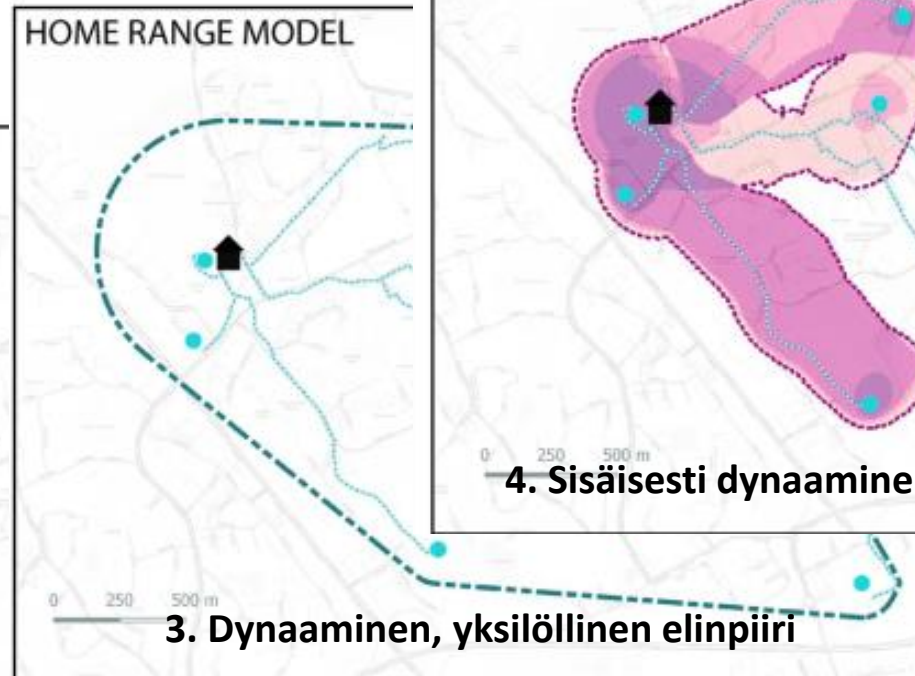 HOME RANGE MODEL
0 250 500 m
4. Sisäisesti dynaamine
0 250 500 m
3. Dynaaminen, yksilöllinen elinpiiri